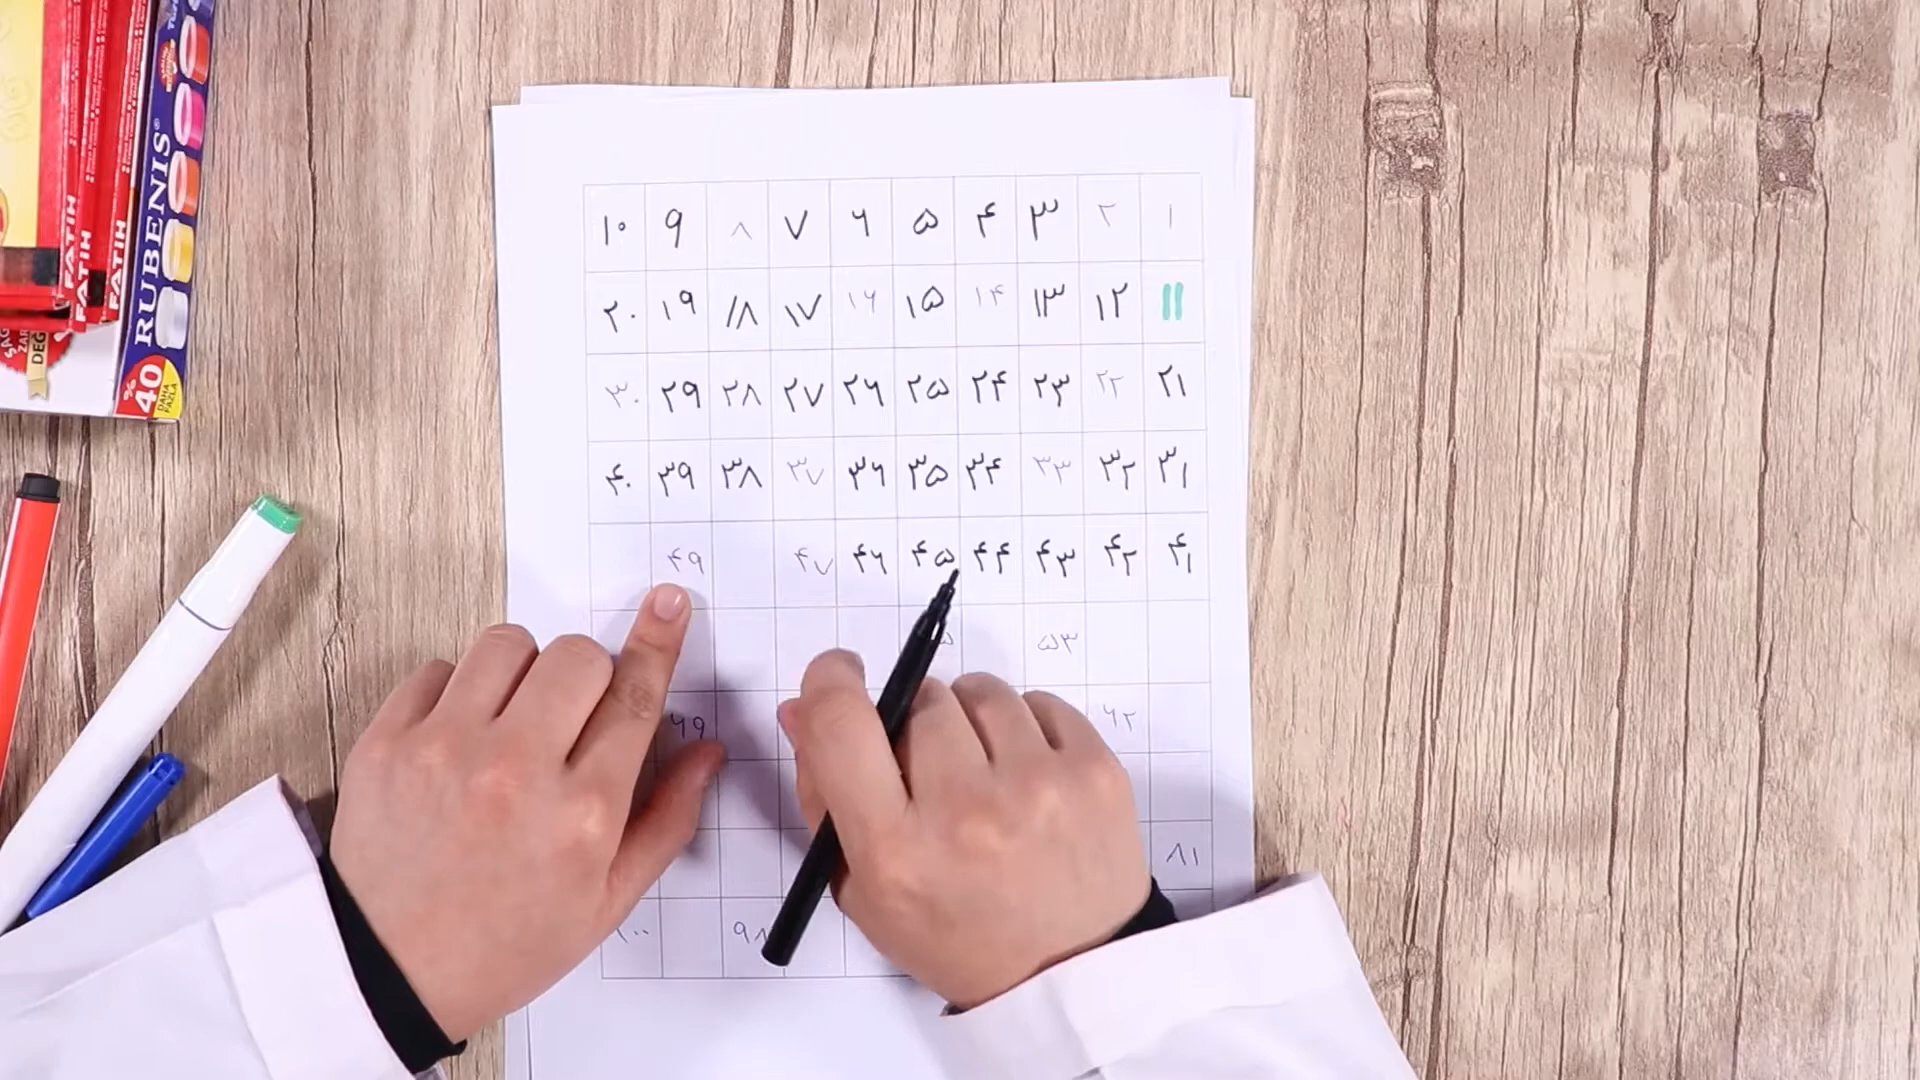 ۱ ۲ ۳ ۴ ۵ ۶ ۷ ۸ ۹ ۱۰
۱۱ ۱۲ ۱۳ ۱۴ ۱۵ ۱۶ ۱۷ ۱۸ ۱۹ ۲۰
۲۱ ۲۲ ۲۳ ۲۴ ۲۵ ۲۶ ۲۷ ۲۸ ۲۹ ۳۰
۳۱ ۳۲ ۳۳ ۳۴ ۳۵ ۳۶ ۳۷ ۳۸ ۳۹ ۴۰
۴۱ ۴۲ ۴۳ ۴۴ ۴۵ ۴۶ ۴۷ ۴۹
۵۳
۶۲ ۶۹
۸۱
۹۸ ۱۰۰
FATIH
FATIH
FATIH
RUBENIS®
%40
DAHA
FAZLA